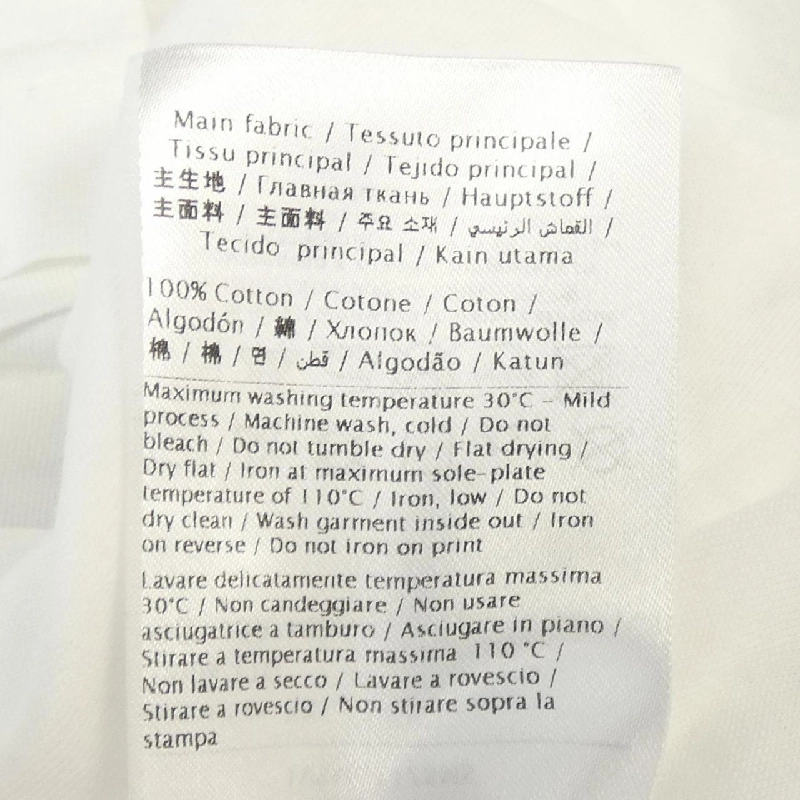 Main fabric / Tessuto principale /
Tissu principal / Tejido principal /
主生地 / Главная ткань / Hauptstoff /
主面料 / 主面料 / 주요 소재 / القماش الرئيسي /
Tecido principal / Kain utama
100% Cotton / Cotone / Coton /
Algodón / 綿 / Хлопок / Baumwolle /
棉 / 棉 / 면 / قطن / Algodão / Katun
Maximum washing temperature 30°C – Mild
process / Machine wash, cold / Do not
bleach / Do not tumble dry / Flat drying /
Dry flat / Iron at maximum sole-plate
temperature of 110°C / Iron, low / Do not
dry clean / Wash garment inside out / Iron
on reverse / Do not iron on print
Lavare delicatamente temperatura massima
30°C / Non candeggiare / Non usare
asciugatrice a tamburo / Asciugare in piano /
Stirare a temperatura massima 110 °C /
Non lavare a secco / Lavare a rovescio /
Stirare a rovescio / Non stirare sopra la
stampa